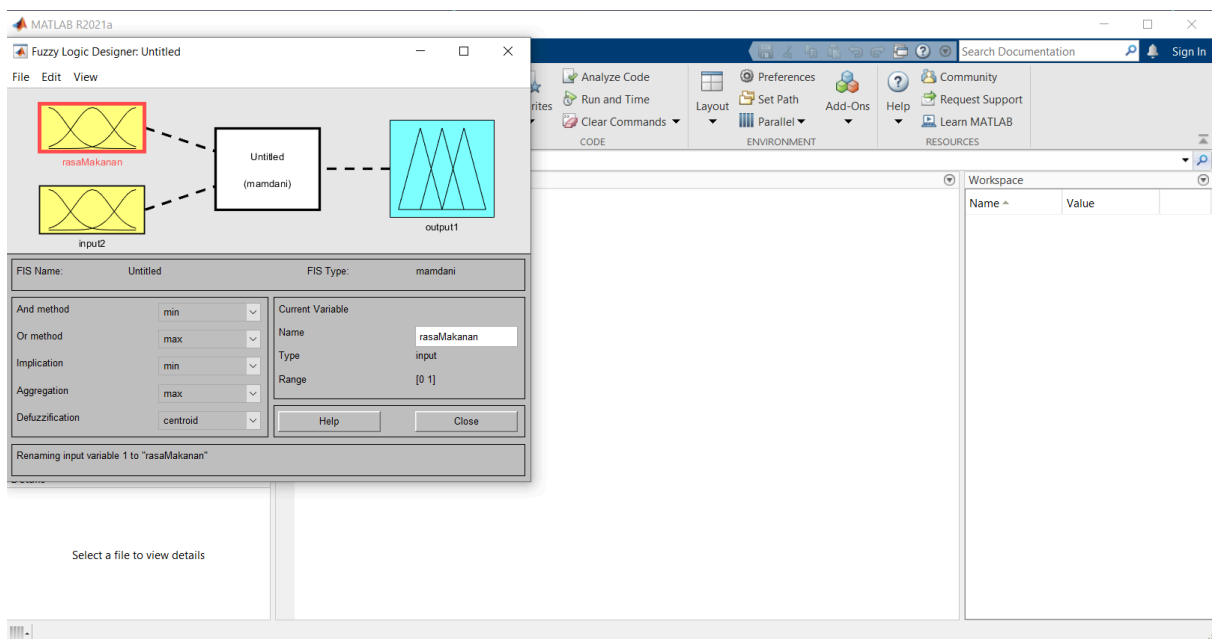 MATLAB R2021a
Fuzzy Logic Designer: Untitled
File Edit View
rasaMakanan
input2
Untitled
(mamdani)
output1
FIS Name: Untitled FIS Type: mamdani
And method min
Or method max
Implication min
Aggregation max
Defuzzification centroid
Current Variable
Name rasaMakanan
Type input
Range [0 1]
Help Close
Renaming input variable 1 to "rasaMakanan"
Search Documentation
Sign In
rites
Analyze Code
Run and Time
Clear Commands
CODE
Layout
Preferences
Set Path
Parallel
Add-Ons
ENVIRONMENT
Help
Community
Request Support
Learn MATLAB
RESOURCES
Workspace
Name Value
Select a file to view details